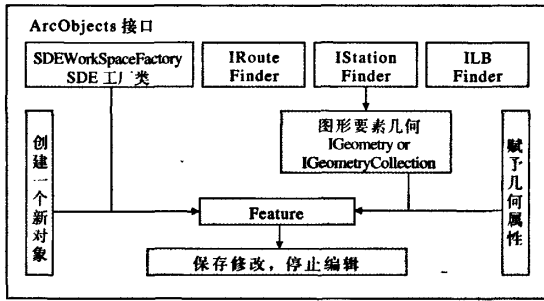 ArcObjects 接口
SDEWorkSpaceFactory
SDE 工厂类
IRoute
Finder
IStation
Finder
ILB
Finder
创建一个新对象
图形要素几何
IGeometry or
IGeometryCollection
赋予几何属性
Feature
保存修改，停止编辑